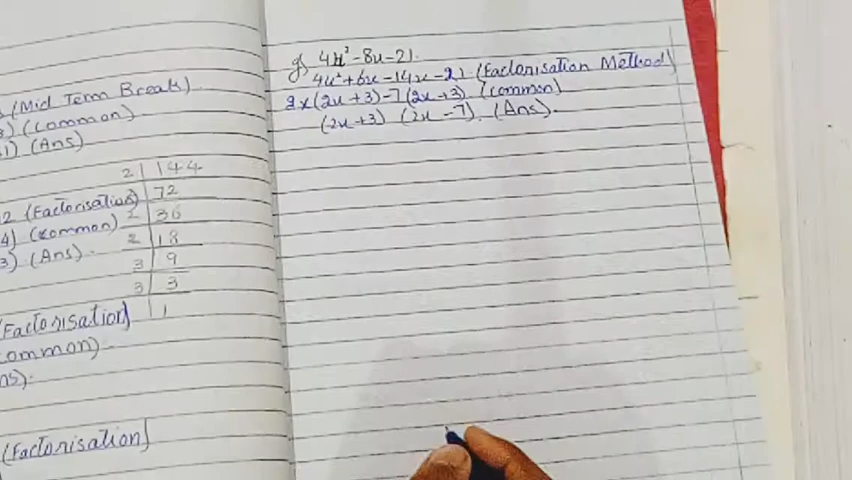 (Mid Term Break)
3) (common)
1) (Ans)
2 | 144
2 | 72
2 | 36
2 | 18
3 | 9
3 | 3
| 1
2 (Factorisation)
4) (common)
3) (Ans).
(Factorisation)
common)
ns).
(Factorisation)
g) 4x² - 8x - 21.
4x² + 6x - 14x - 21 (Factorisation Method)
2x (2x + 3) - 7 (2x + 3) (common)
(2x + 3) (2x - 7). (Ans).